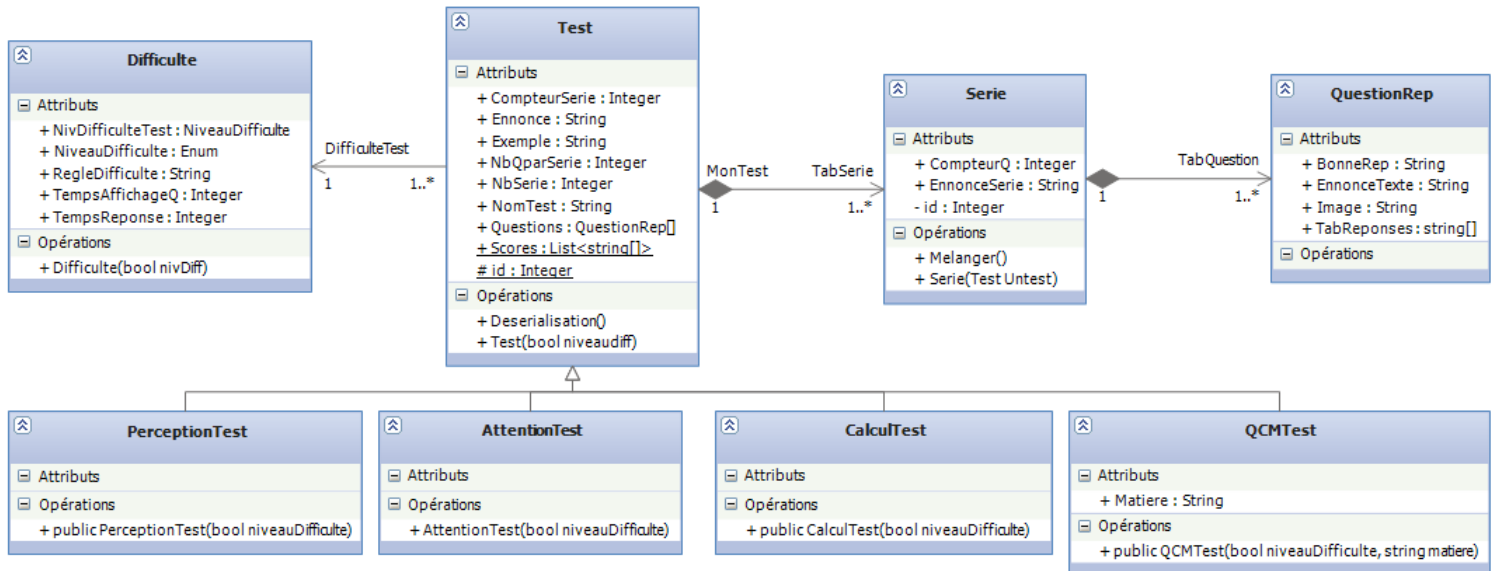 Difficulte
Attributs
+ NivDifficulteTest : NiveauDifficulte
+ NiveauDifficulte : Enum
+ RegleDifficulte : String
+ TempsAffichageQ : Integer
+ TempsReponse : Integer
Opérations
+ Difficulte(bool nivDiff)
DifficulteTest
1
1..*
Test
Attributs
+ CompteurSerie : Integer
+ Ennonce : String
+ Exemple : String
+ NbQparSerie : Integer
+ NbSerie : Integer
+ NomTest : String
+ Questions : QuestionRep[]
+ Scores : List<string[]>
# id : Integer
Opérations
+ Deserialisation()
+ Test(bool niveaudiff)
MonTest
TabSerie
1
1..*
Serie
Attributs
+ CompteurQ : Integer
+ EnnonceSerie : String
- id : Integer
Opérations
+ Melanger()
+ Serie(Test Untest)
TabQuestion
1
1..*
QuestionRep
Attributs
+ BonneRep : String
+ EnnonceTexte : String
+ Image : String
+ TabReponses : string[]
Opérations
PerceptionTest
Attributs
Opérations
+ public PerceptionTest(bool niveauDifficulte)
AttentionTest
Attributs
Opérations
+ AttentionTest(bool niveauDifficulte)
CalculTest
Attributs
Opérations
+ public CalculTest(bool niveauDifficulte)
QCMTest
Attributs
+ Matiere : String
Opérations
+ public QCMTest(bool niveauDifficulte, string matiere)